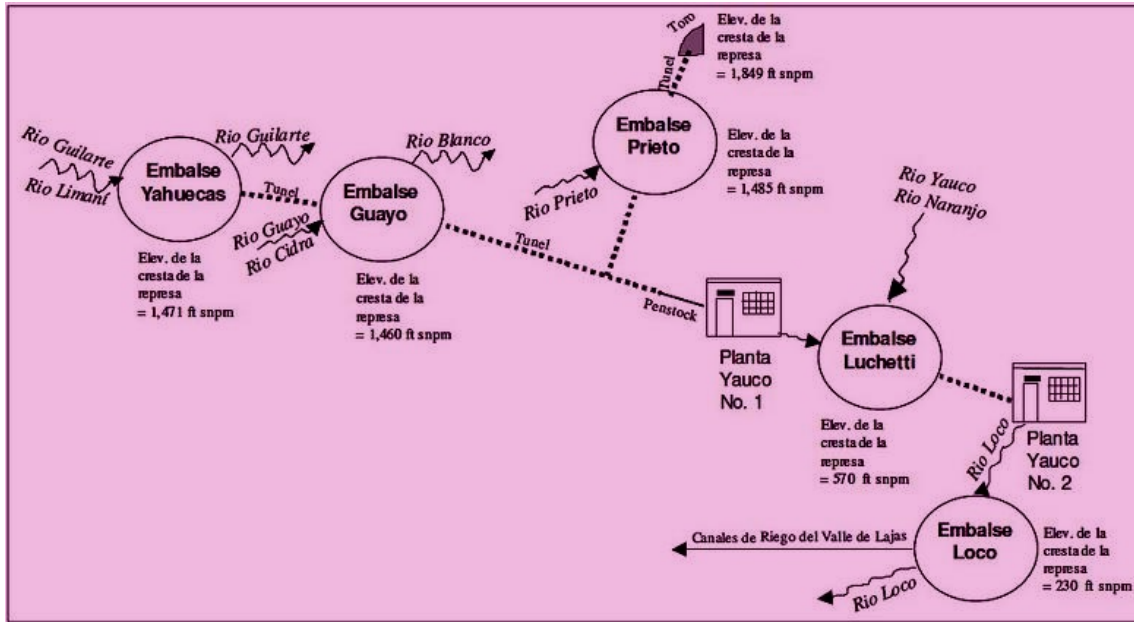 Toro
Elev. de la
cresta de la
represa
= 1,849 ft snpm
Tunel
Embalse
Prieto
Elev. de la
cresta de la
represa
= 1,485 ft snpm
Rio Prieto
Rio Guilarte
Rio Limaní
Embalse
Yahuecas
Rio Guilarte
Tunel
Elev. de la
cresta de la
represa
= 1,471 ft snpm
Rio Blanco
Embalse
Guayo
Rio Guayo
Rio Cidra
Elev. de la
cresta de la
represa
= 1,460 ft snpm
Tunel
Penstock
Planta
Yauco
No. 1
Rio Yauco
Rio Naranjo
Embalse
Luchetti
Elev. de la
cresta de la
represa
= 570 ft snpm
Planta
Yauco
No. 2
Rio Loco
Embalse
Loco
Elev. de la
cresta de la
represa
= 230 ft snpm
Canales de Riego del Valle de Lajas
Rio Loco